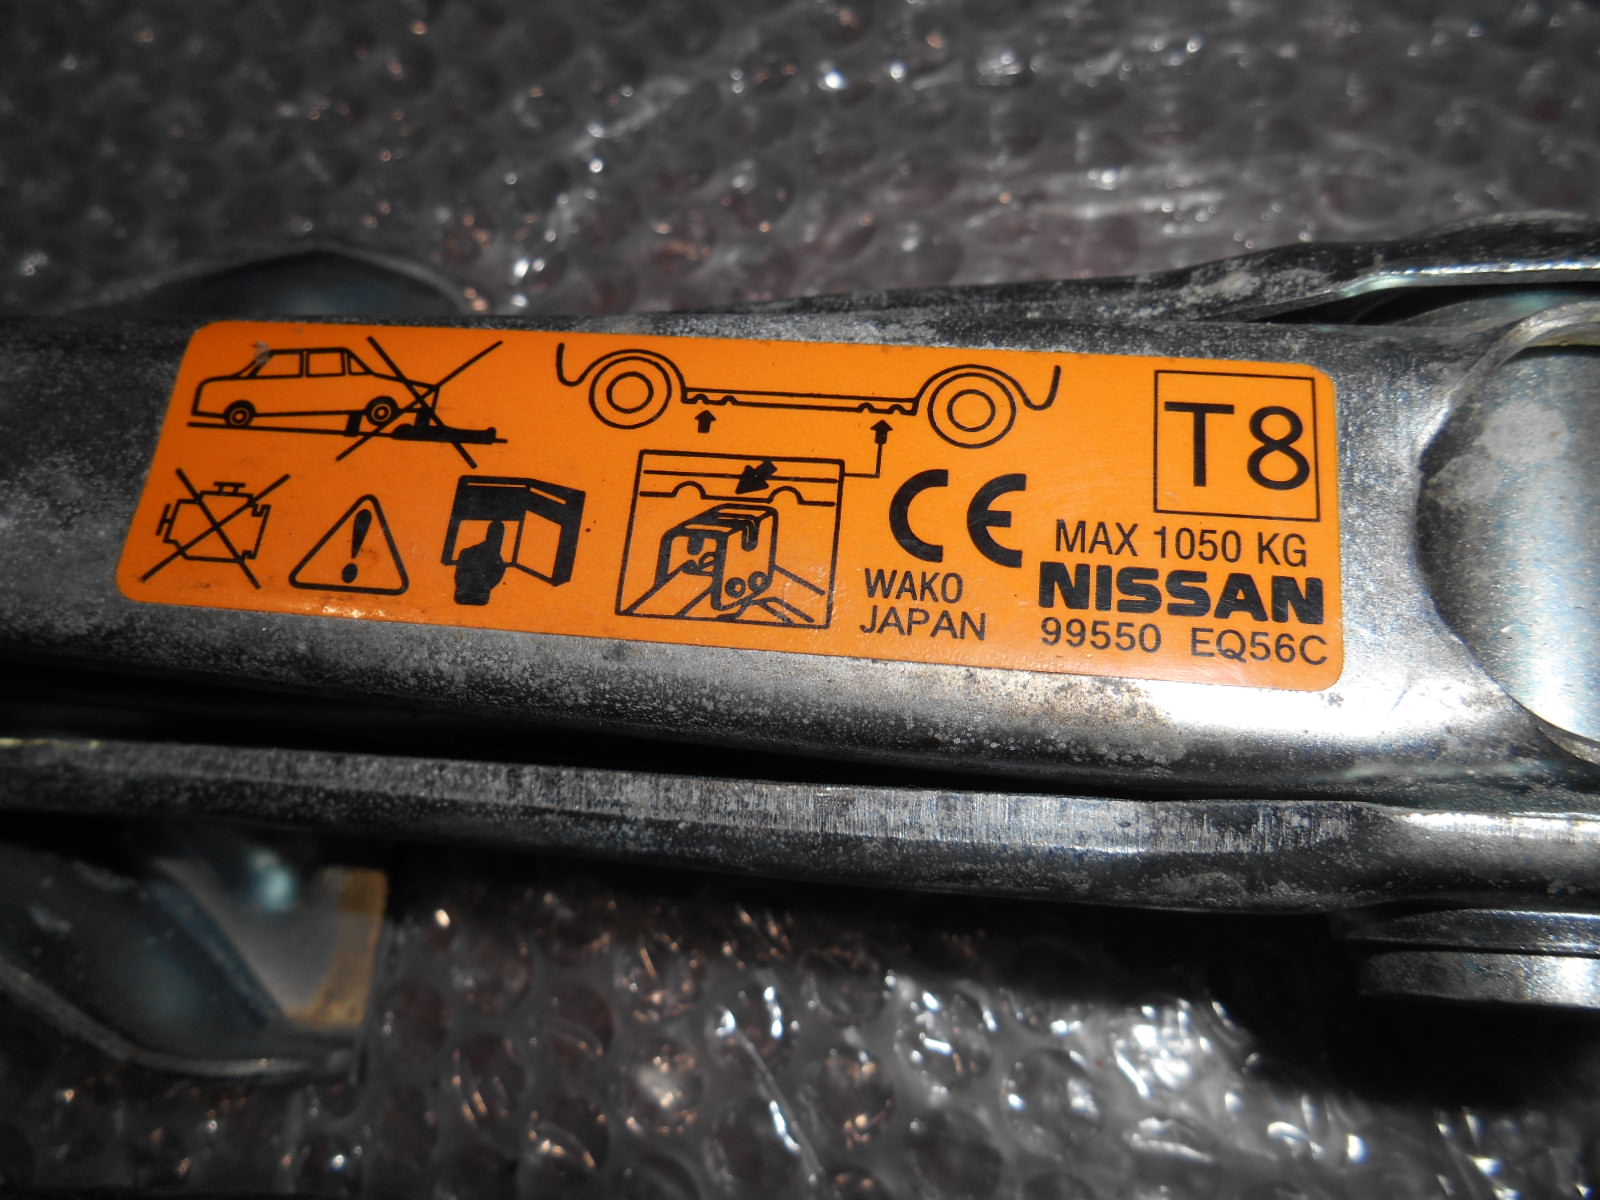 T8
CE
MAX 1050 KG
WAKO
JAPAN
NISSAN
99550 EQ56C